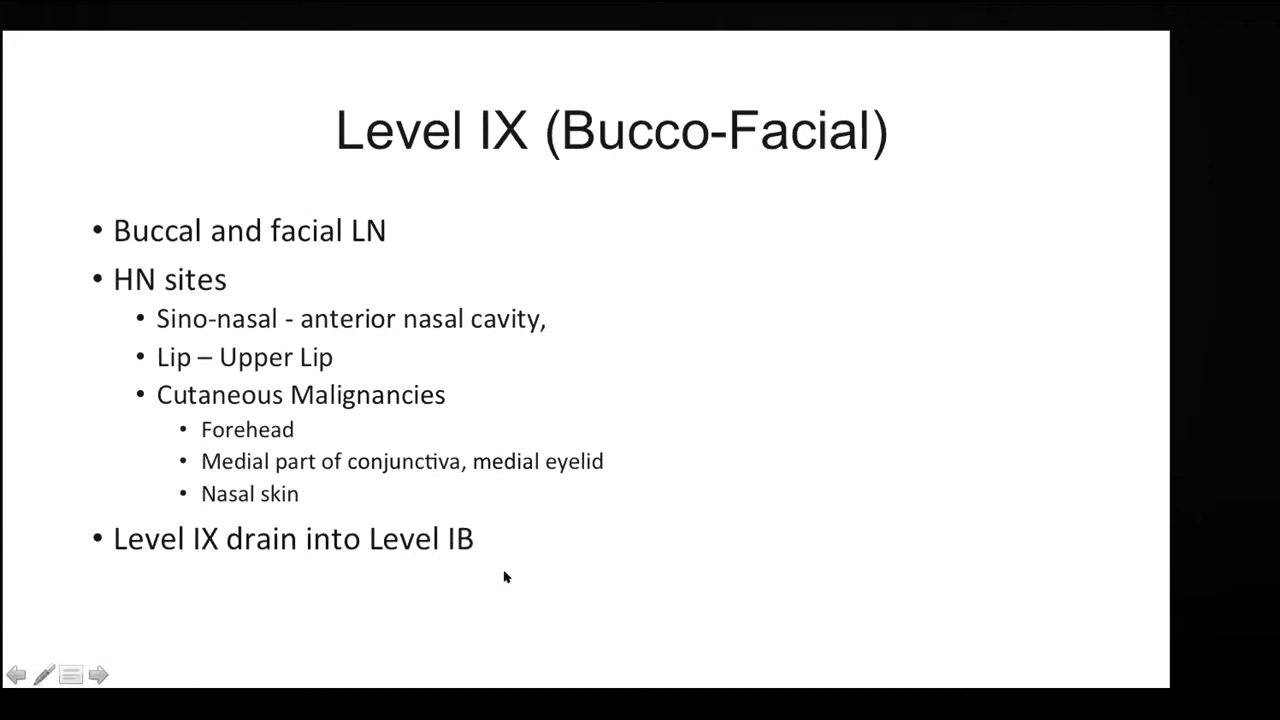 Level IX (Bucco-Facial)
• Buccal and facial LN
• HN sites
• Sino-nasal - anterior nasal cavity,
• Lip – Upper Lip
• Cutaneous Malignancies
• Forehead
• Medial part of conjunctiva, medial eyelid
• Nasal skin
• Level IX drain into Level IB